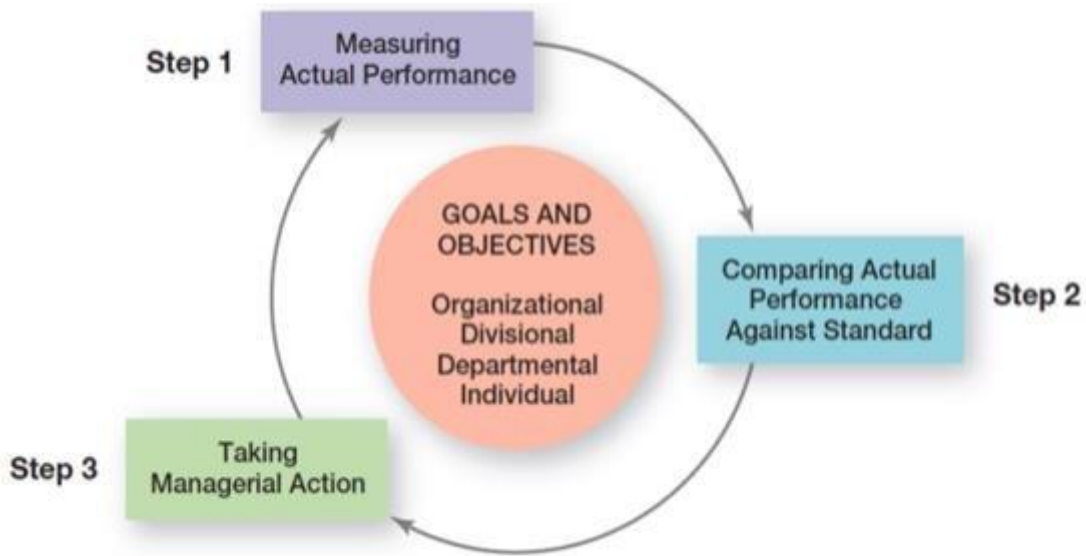 Step 1
Measuring
Actual Performance
GOALS AND
OBJECTIVES
Organizational
Divisional
Departmental
Individual
Comparing Actual
Performance
Against Standard
Step 2
Step 3
Taking
Managerial Action